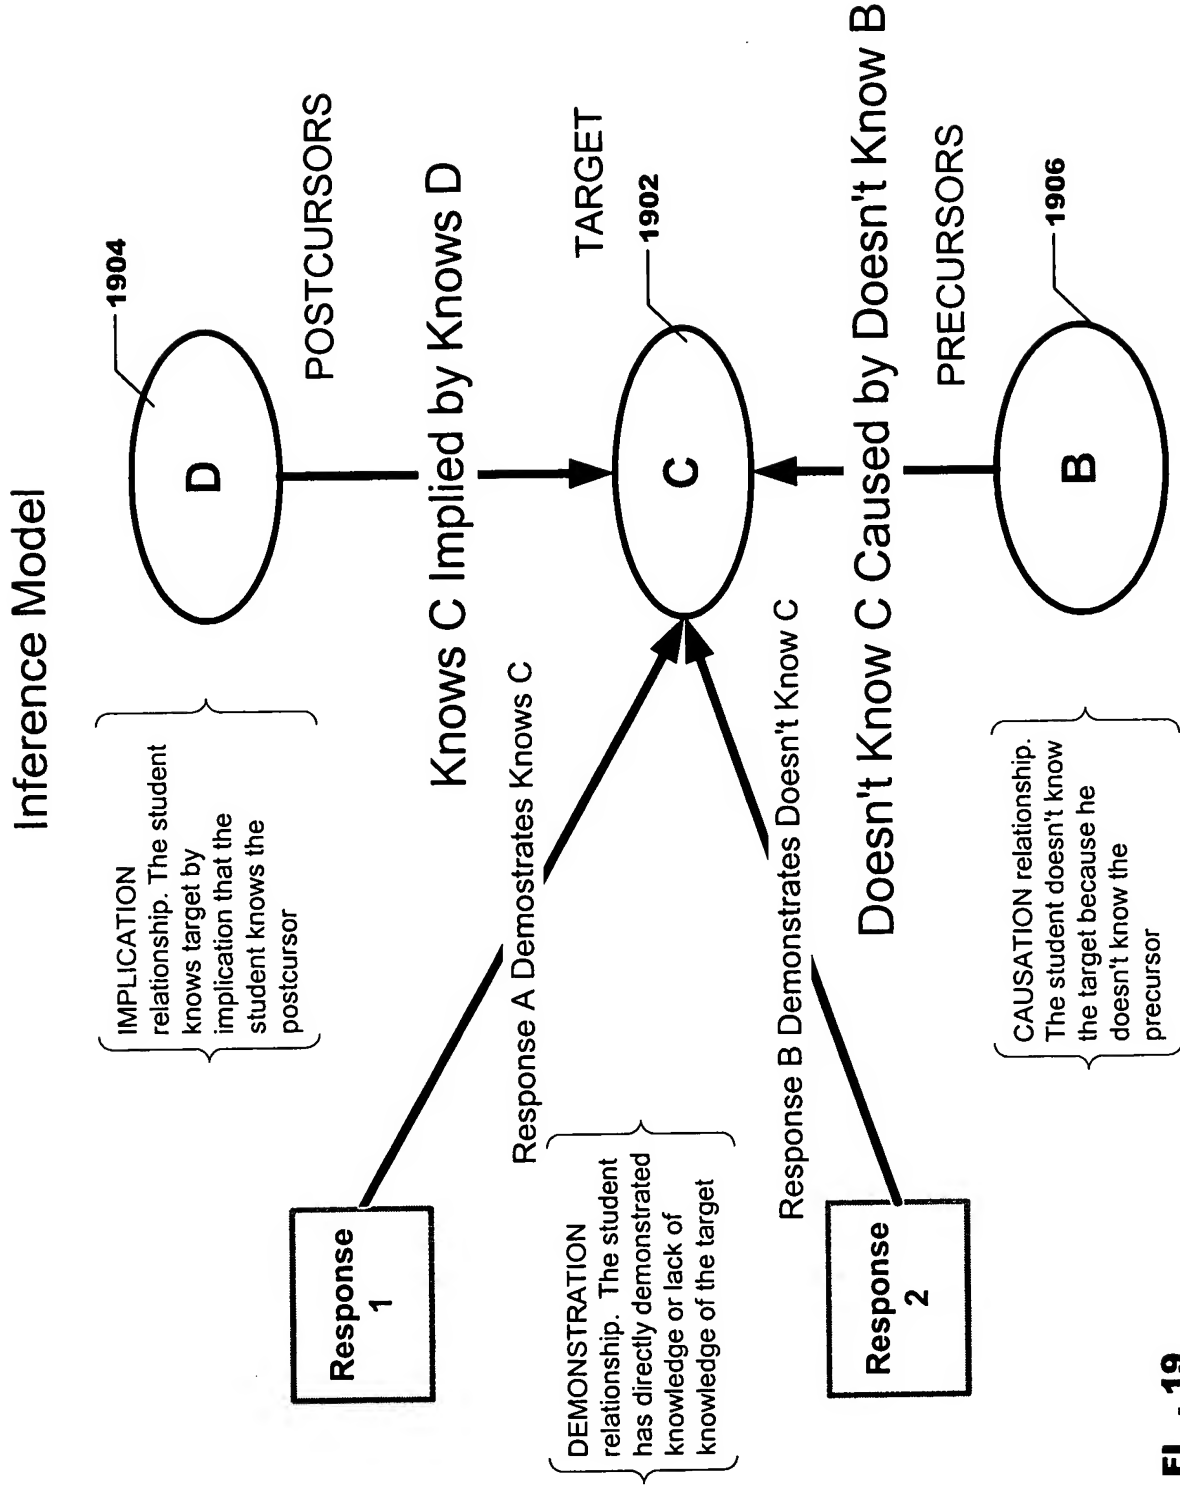 Inference Model
IMPLICATION
relationship. The student
knows target by
implication that the
student knows the
postcursor
D
1904
POSTCURSORS
Knows C Implied by Knows D
Response
1
Response A Demostrates Knows C
DEMONSTRATION
relationship. The student
has directly demonstrated
knowledge or lack of
knowledge of the target
C
TARGET
1902
Response B Demonstrates Doesn't Know C
Response
2
Doesn't Know C Caused by Doesn't Know B
PRECURSORS
CAUSATION relationship.
The student doesn't know
the target because he
doesn't know the
precursor
B
1906
19